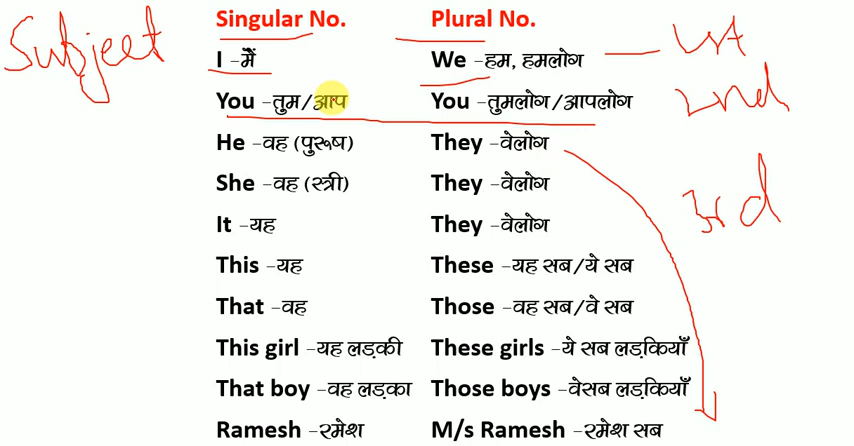 Subject
Singular No. Plural No.
I -मैं We -हम, हमलोग 1st
You -तुम/आप You -तुमलोग/आपलोग 2nd
He -वह (पुरूष) They -वेलोग
She -वह (स्त्री) They -वेलोग 3rd
It -यह They -वेलोग
This -यह These -यह सब/ये सब
That -वह Those -वह सब/वे सब
This girl -यह लड़की These girls -ये सब लड़कियाँ
That boy -वह लड़का Those boys -वेसब लड़कियाँ
Ramesh -रमेश M/s Ramesh -रमेश सब